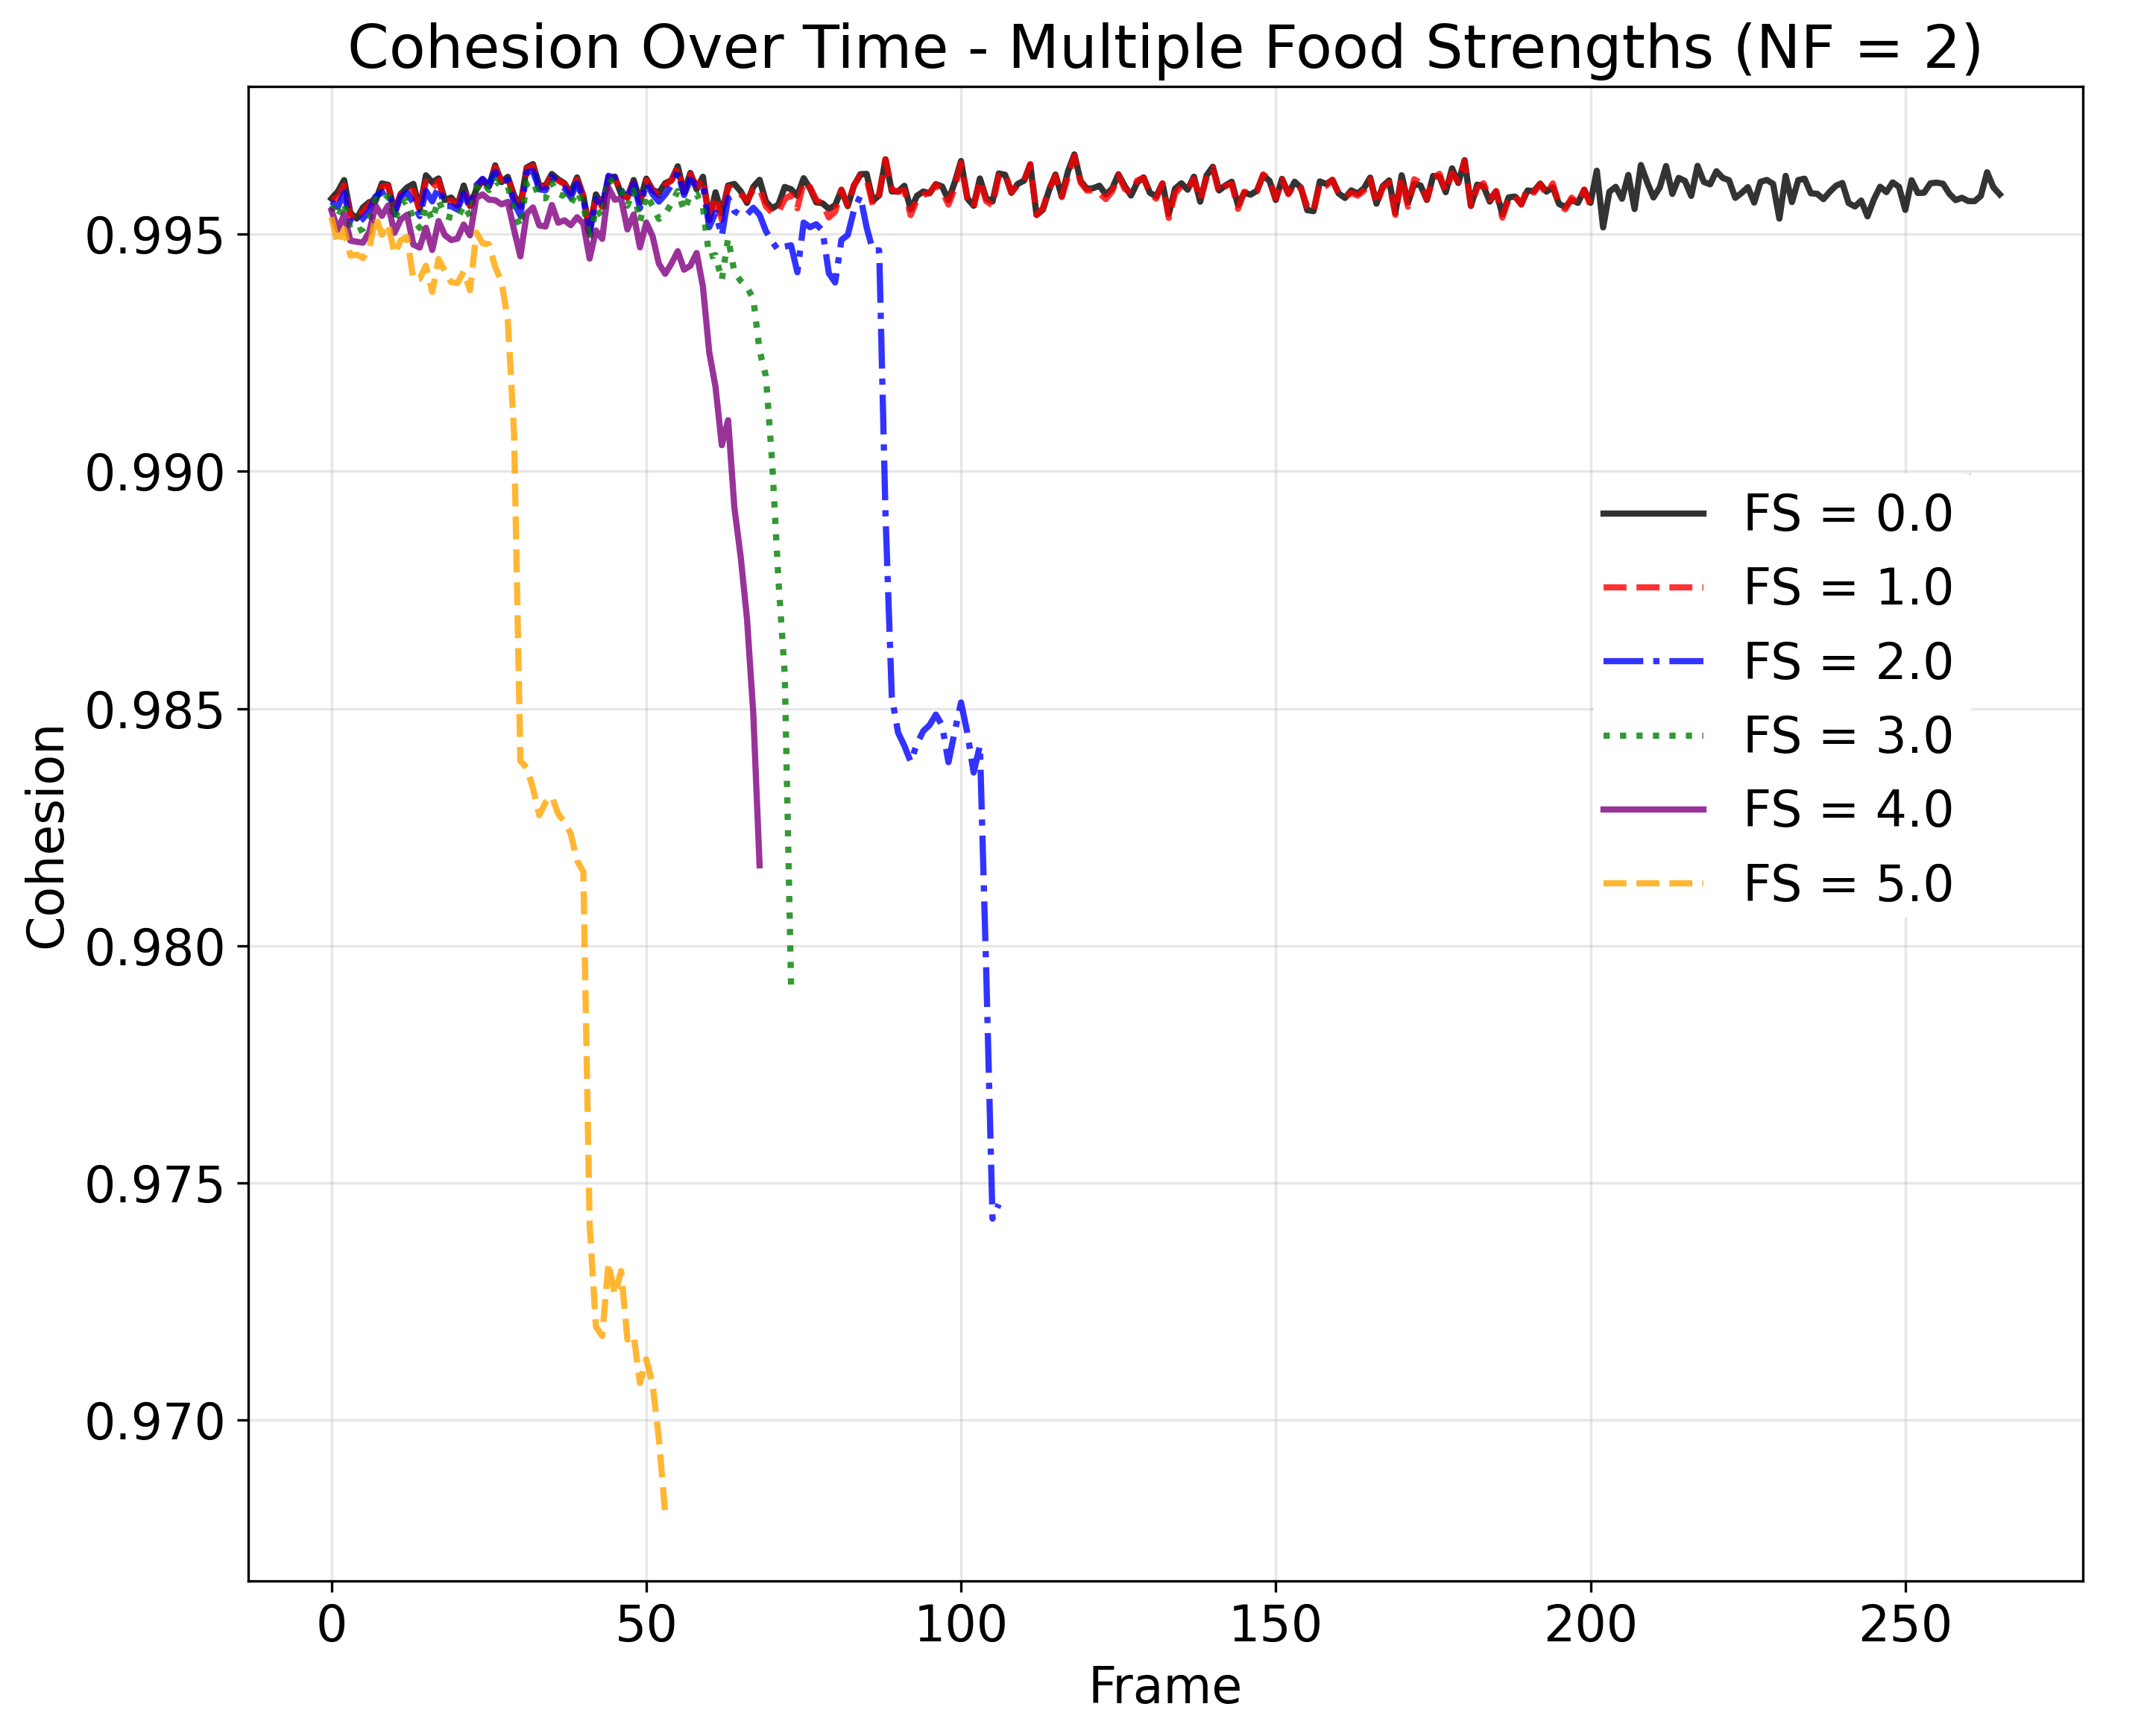 Cohesion Over Time - Multiple Food Strengths (NF = 2)
0.995
0.990
0.985
0.980
0.975
0.970
Cohesion
FS = 0.0
FS = 1.0
FS = 2.0
FS = 3.0
FS = 4.0
FS = 5.0
0 50 100 150 200 250
Frame